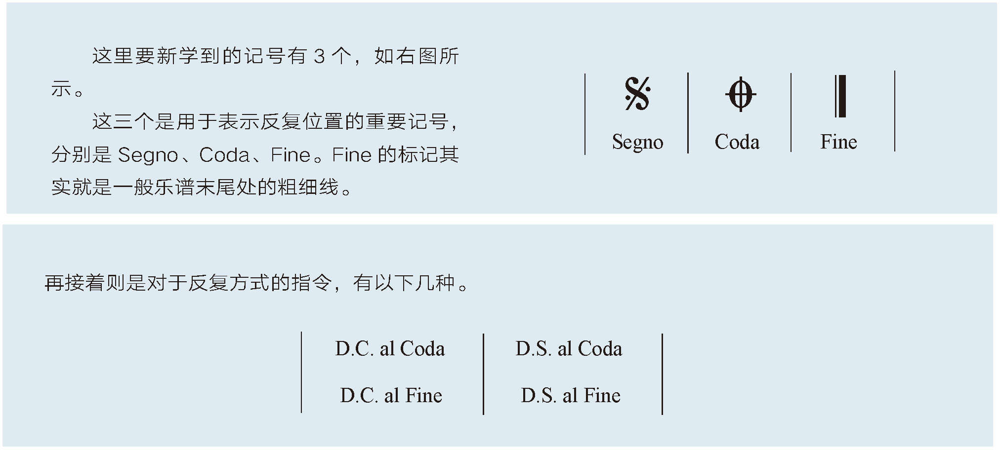 这里要新学到的记号有 3 个，如右图所
示。
这三个是用于表示反复位置的重要记号，
分别是 Segno、Coda、Fine。Fine 的标记其
实就是一般乐谱末尾处的粗细线。
Segno Coda Fine
再接着则是对于反复方式的指令，有以下几种。
D.C. al Coda D.S. al Coda
D.C. al Fine D.S. al Fine